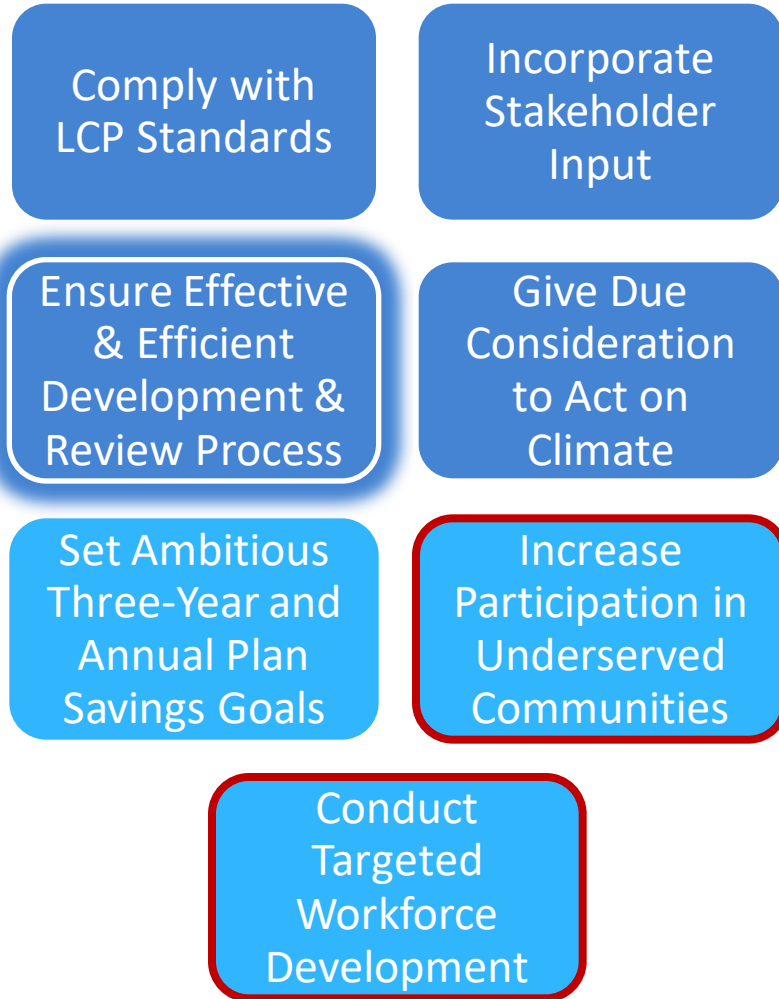 Comply with
LCP Standards
Incorporate
Stakeholder
Input
Ensure Effective
& Efficient
Development &
Review Process
Give Due
Consideration
to Act on
Climate
Set Ambitious
Three-Year and
Annual Plan
Savings Goals
Increase
Participation in
Underserved
Communities
Conduct
Targeted
Workforce
Development